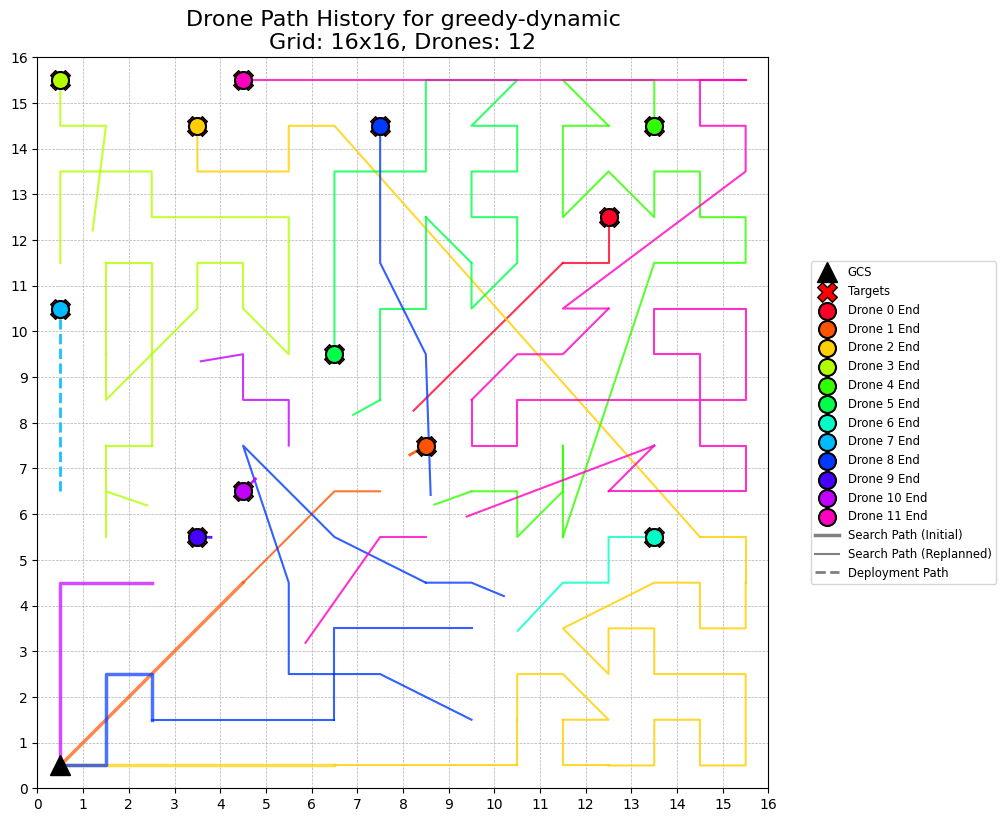 Drone Path History for greedy-dynamic
Grid: 16x16, Drones: 12
16
15
14
13
12
11
10
9
8
7
6
5
4
3
2
1
0
0 1 2 3 4 5 6 7 8 9 10 11 12 13 14 15 16
GCS
Targets
Drone 0 End
Drone 1 End
Drone 2 End
Drone 3 End
Drone 4 End
Drone 5 End
Drone 6 End
Drone 7 End
Drone 8 End
Drone 9 End
Drone 10 End
Drone 11 End
Search Path (Initial)
Search Path (Replanned)
Deployment Path